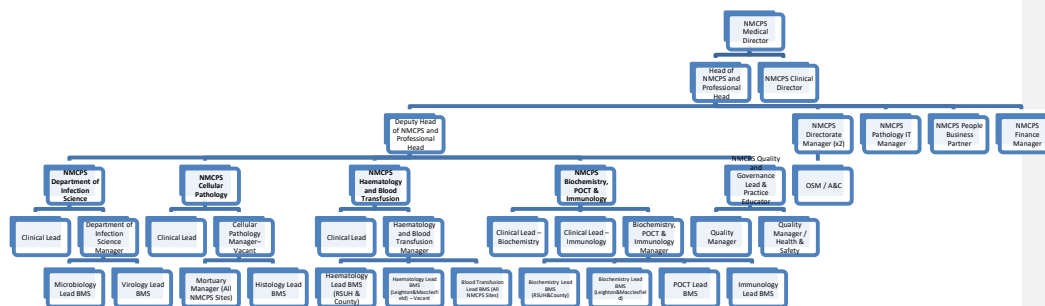 NMCPS
Medical
Director
Head of
NMCPS and
Professional
Head
NMCPS Clinical
Director
Deputy Head
of NMCPS and
Professional
Head
NMCPS
Directorate
Manager (x2)
NMCPS
Pathology IT
Manager
NMCPS People
Business
Partner
NMCPS
Finance
Manager
NMCPS
Department of
Infection
Science
NMCPS
Cellular
Pathology
NMCPS
Haematology
and Blood
Transfusion
NMCPS
Biochemistry,
POCT &
Immunology
NMCPS Quality
and
Governance
Lead &
Practice
Educator
OSM / A&C
Clinical Lead
Department of
Infection
Science
Manager
Clinical Lead
Cellular
Pathology
Manager–
Vacant
Clinical Lead
Haematology
and Blood
Transfusion
Manager
Clinical Lead –
Biochemistry
Clinical Lead –
Immunology
Biochemistry,
POCT &
Immunology
Manager
Quality
Manager
Quality
Manager /
Health &
Safety
Microbiology
Lead BMS
Virology Lead
BMS
Mortuary
Manager (All
NMCPS Sites)
Histology Lead
BMS
Haematology
Lead BMS
(RSUH &
County)
Haematology Lead
BMS
(Leighton&Macclesfi
eld) – Vacant
Blood Transfusion
Lead BMS (All
NMCPS Sites)
Biochemistry Lead
BMS
(RSUH&County)
Biochemistry Lead
BMS
(Leighton&Macclesfiel
d)
POCT Lead
BMS
Immunology
Lead BMS